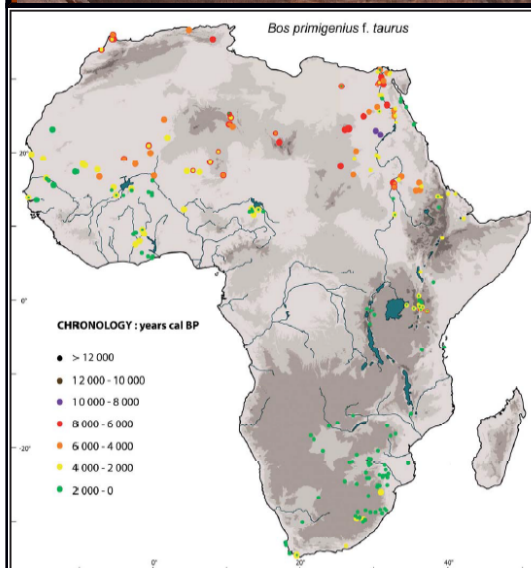 Bos primigenius f. taurus
20°
0°
CHRONOLOGY : years cal BP
> 12 000
12 000 - 10 000
10 000 - 8 000
8 000 - 6 000
6 000 - 4 000
4 000 - 2 000
2 000 - 0
-20°
0°
20°
40°